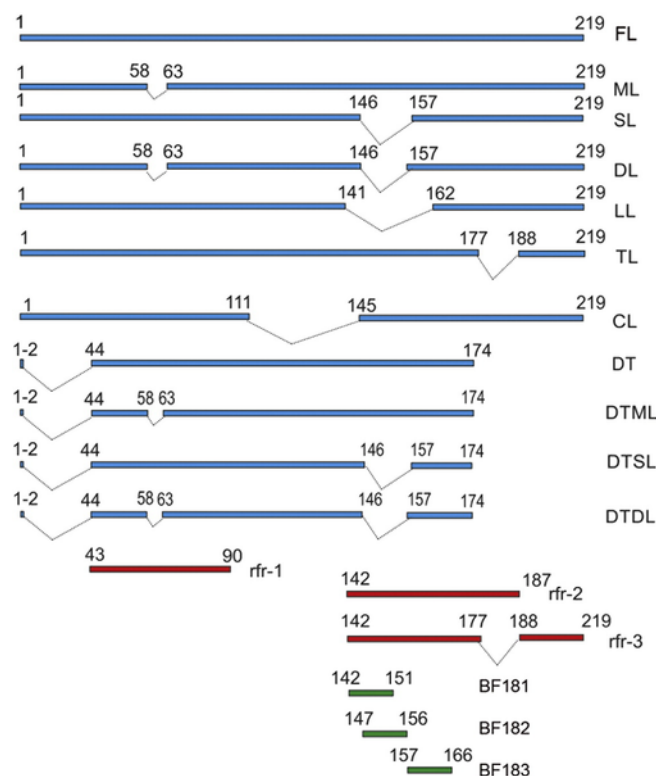 1 219 FL
1 58 63 219 ML
1 146 157 219 SL
1 58 63 146 157 219 DL
1 141 162 219 LL
1 177 188 219 TL
1 111 145 219 CL
1-2 44 174 DT
1-2 44 58 63 174 DTML
1-2 44 146 157 174 DTSL
1-2 44 58 63 146 157 174 DTDL
43 90 rfr-1
142 187 rfr-2
142 177 188 219 rfr-3
142 151 BF181
147 156 BF182
157 166 BF183